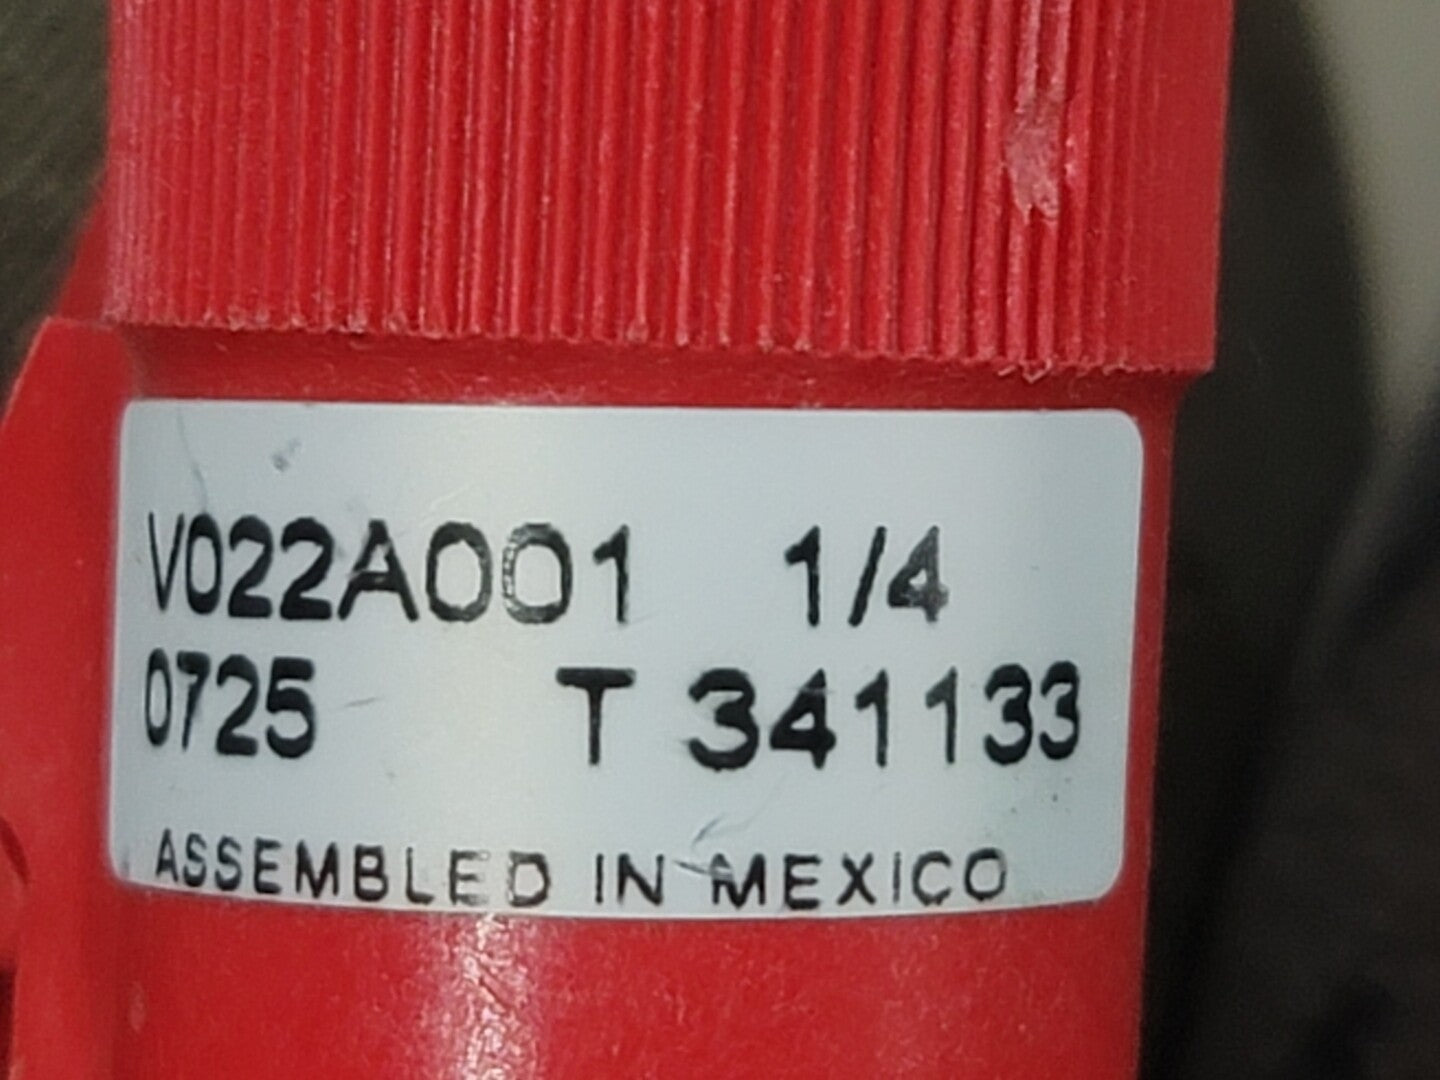 V022A001 1/4
0725 T 341133
ASSEMBLED IN MEXICO